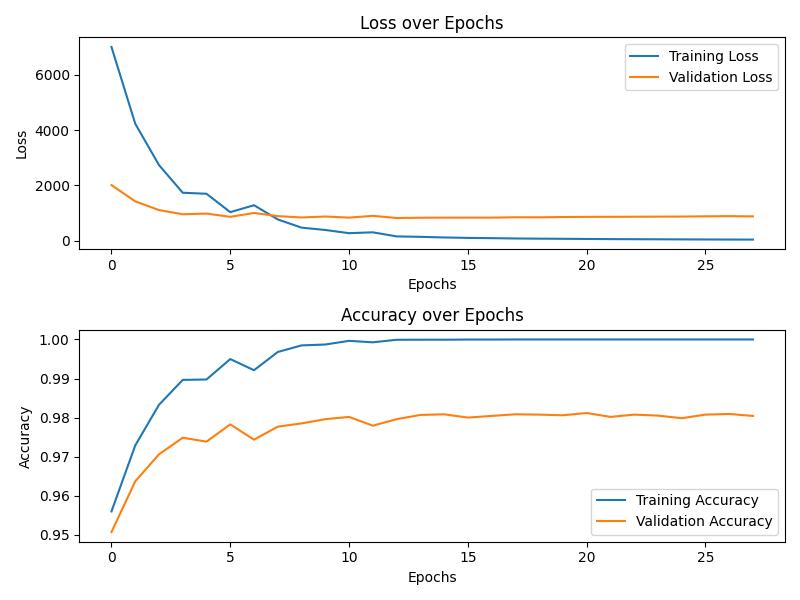 Loss over Epochs
Training Loss
Validation Loss
6000
4000
2000
0
Loss
0 5 10 15 20 25
Epochs
Accuracy over Epochs
1.00
0.99
0.98
0.97
0.96
0.95
Accuracy
Training Accuracy
Validation Accuracy
0 5 10 15 20 25
Epochs